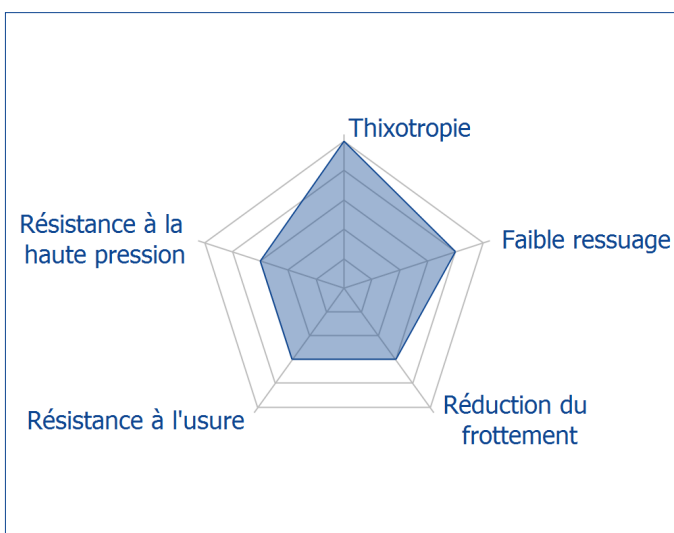 Thixotropie
Résistance à la
haute pression
Faible ressuage
Résistance à l'usure
Réduction du
frottement